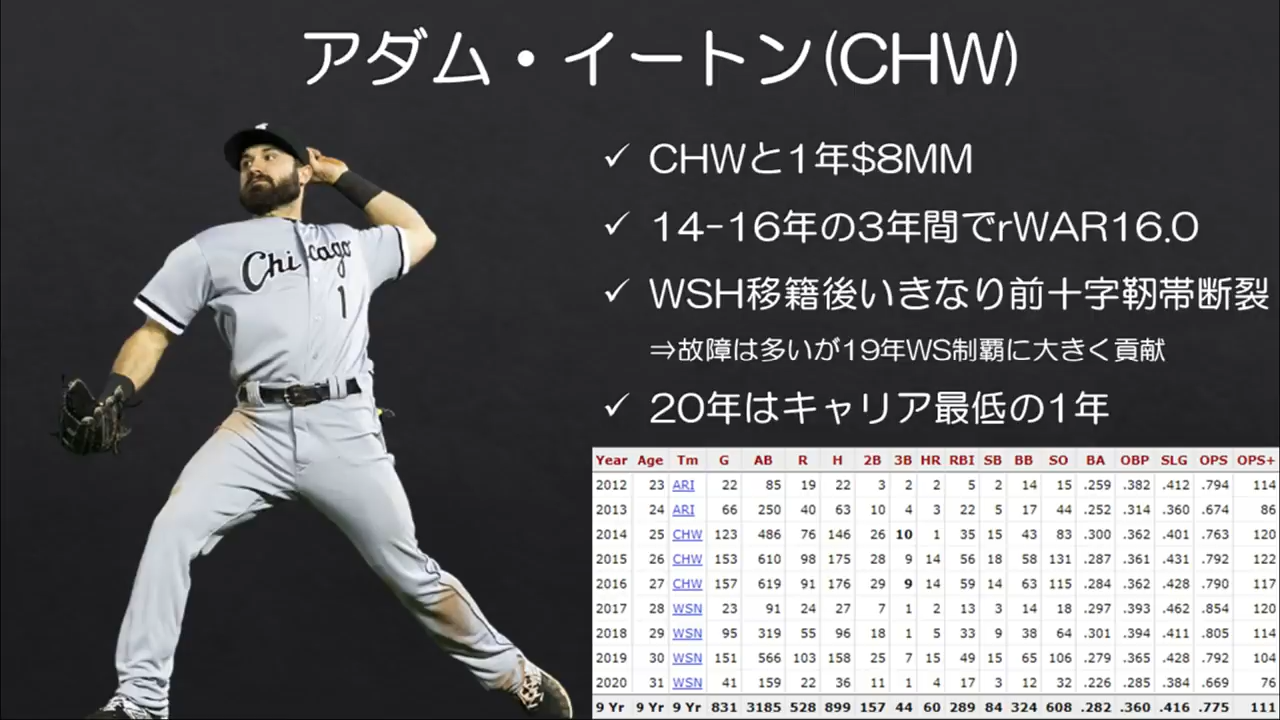 アダム・イートン(CHW)
✓ CHWと1年$8MM
✓ 14-16年の3年間でrWAR16.0
✓ WSH移籍後いきなり前十字靭帯断裂
⇒故障は多いが19年WS制覇に大きく貢献
✓ 20年はキャリア最低の1年
Chicago
1
Year Age Tm G AB R H 2B 3B HR RBI SB BB SO BA OBP SLG OPS OPS+
2012 23 ARI 22 85 19 22 3 2 2 5 2 14 15 .259 .382 .412 .794 114
2013 24 ARI 66 250 40 63 10 4 3 22 5 17 44 .252 .314 .360 .674 86
2014 25 CHW 123 486 76 146 26 10 1 35 15 43 83 .300 .362 .401 .763 120
2015 26 CHW 153 610 98 175 28 9 14 56 18 58 131 .287 .361 .431 .792 122
2016 27 CHW 157 619 91 176 29 9 14 59 14 63 115 .284 .362 .428 .790 117
2017 28 WSN 23 91 24 27 7 1 2 13 3 14 18 .297 .393 .462 .854 120
2018 29 WSN 95 319 55 96 18 1 5 33 9 38 64 .301 .394 .411 .805 114
2019 30 WSN 151 566 103 158 25 7 15 49 15 65 106 .279 .365 .428 .792 104
2020 31 WSN 41 159 22 36 11 1 4 17 3 12 32 .226 .285 .384 .669 76
9 Yr 9 Yr 9 Yr 831 3185 528 899 157 44 60 289 84 324 608 .282 .360 .416 .775 111